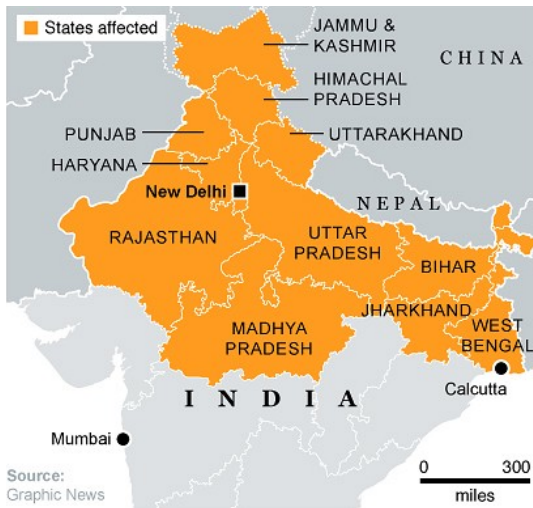 States affected
JAMMU &
KASHMIR
CHINA
HIMACHAL
PRADESH
PUNJAB
UTTARAKHAND
HARYANA
New Delhi
NEPAL
RAJASTHAN
UTTAR
PRADESH
BIHAR
JHARKHAND
MADHYA
PRADESH
WEST
BENGAL
INDIA
Calcutta
Mumbai
0 300
miles
Source:
Graphic News